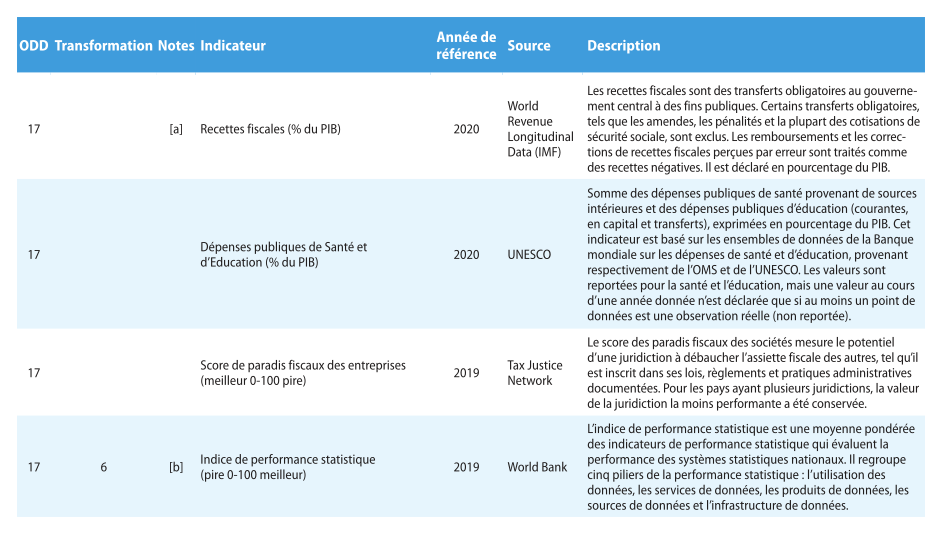 ODD Transformation Notes Indicateur Année de référence Source Description
17 [a] Recettes fiscales (% du PIB) 2020
World
Revenue
Longitudinal
Data (IMF)
Les recettes fiscales sont des transferts obligatoires au gouverne-
ment central à des fins publiques. Certains transferts obligatoires,
tels que les amendes, les pénalités et la plupart des cotisations de
sécurité sociale, sont exclus. Les remboursements et les correc-
tions de recettes fiscales perçues par erreur sont traités comme
des recettes négatives. Il est déclaré en pourcentage du PIB.
17
Dépenses publiques de Santé et
d’Education (% du PIB)
2020 UNESCO
Somme des dépenses publiques de santé provenant de sources
intérieures et des dépenses publiques d’éducation (courantes,
en capital et transferts), exprimées en pourcentage du PIB. Cet
indicateur est basé sur les ensembles de données de la Banque
mondiale sur les dépenses de santé et d’éducation, provenant
respectivement de l’OMS et de l’UNESCO. Les valeurs sont
reportées pour la santé et l’éducation, mais une valeur au cours
d’une année donnée n’est déclarée que si au moins un point de
données est une observation réelle (non reportée).
17
Score de paradis fiscaux des entreprises
(meilleur 0-100 pire)
2019
Tax Justice
Network
Le score des paradis fiscaux des sociétés mesure le potentiel
d’une juridiction à débaucher l’assiette fiscale des autres, tel qu’il
est inscrit dans ses lois, règlements et pratiques administratives
documentées. Pour les pays ayant plusieurs juridictions, la valeur
de la juridiction la moins performante a été conservée.
17 6 [b]
Indice de performance statistique
(pire 0-100 meilleur)
2019 World Bank
L’indice de performance statistique est une moyenne pondérée
des indicateurs de performance statistique qui évaluent la
performance des systèmes statistiques nationaux. Il regroupe
cinq piliers de la performance statistique : l’utilisation des
données, les services de données, les produits de données, les
sources de données et l’infrastructure de données.